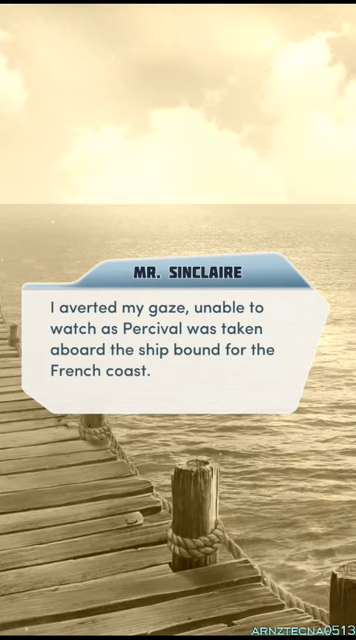 MR. SINCLAIRE
I averted my gaze, unable to
watch as Percival was taken
aboard the ship bound for the
French coast.
ARNZTECNA0513